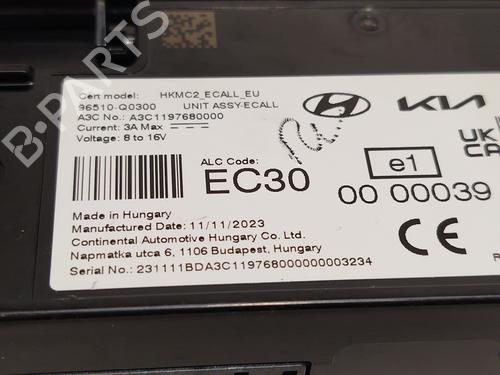 Cert model: HKMC2_ECALL_EU
96510-Q0300 UNIT ASSY-ECALL
A3C No.: A3C1197680000
Current: 3A Max
Voltage: 8 to 16V
HYUNDAI
KIA
UK
CA
ALC Code:
EC30
e1
00 00039
Made in Hungary
Manufactured Date: 11/11/2023
Continental Automotive Hungary Co. Ltd.
Napmatka utca 6, 1106 Budapest, Hungary
CE
Serial No.: 231111BDA3C1197680000000003234